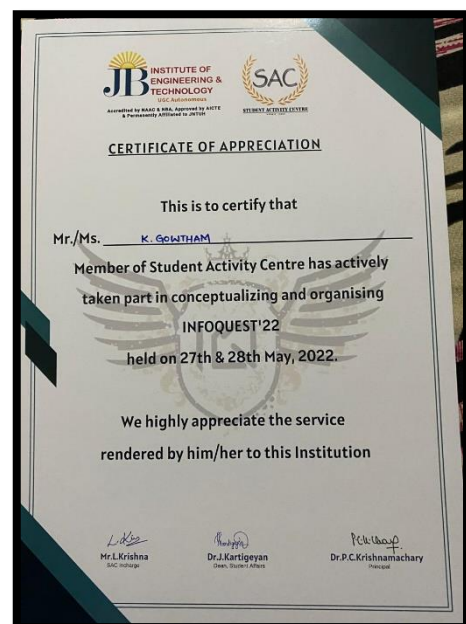 JB INSTITUTE OF
ENGINEERING &
TECHNOLOGY
UGC Autonomous
Accredited by NAAC & NBA, Approved by AICTE
& Permanently Affiliated to JNTUH
SAC
STUDENT ACTIVITY CENTRE
CERTIFICATE OF APPRECIATION
This is to certify that
Mr./Ms. K. GOWTHAM
Member of Student Activity Centre has actively
taken part in conceptualizing and organising
INFOQUEST'22
held on 27th & 28th May, 2022.
We highly appreciate the service
rendered by him/her to this Institution
Mr.L.Krishna
SAC Incharge
Dr.J.Kartigeyan
Dean, Student Affairs
Dr.P.C.Krishnamachary
Principal